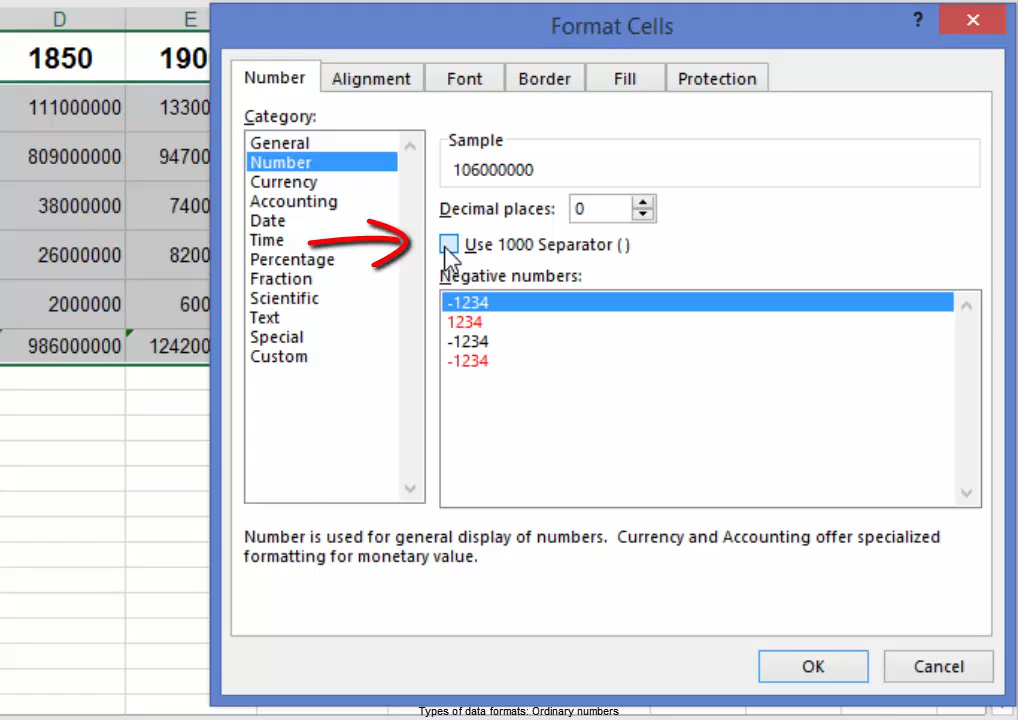 D E
1850 190
111000000 13300
809000000 94700
38000000 7400
26000000 8200
2000000 600
986000000 124200
Format Cells
?
Number Alignment Font Border Fill Protection
Category:
General
Number
Currency
Accounting
Date
Time
Percentage
Fraction
Scientific
Text
Special
Custom
Sample
106000000
Decimal places: 0
Use 1000 Separator ( )
Negative numbers:
-1234
1234
-1234
-1234
Number is used for general display of numbers. Currency and Accounting offer specialized
formatting for monetary value.
OK Cancel
Types of data formats: Ordinary numbers